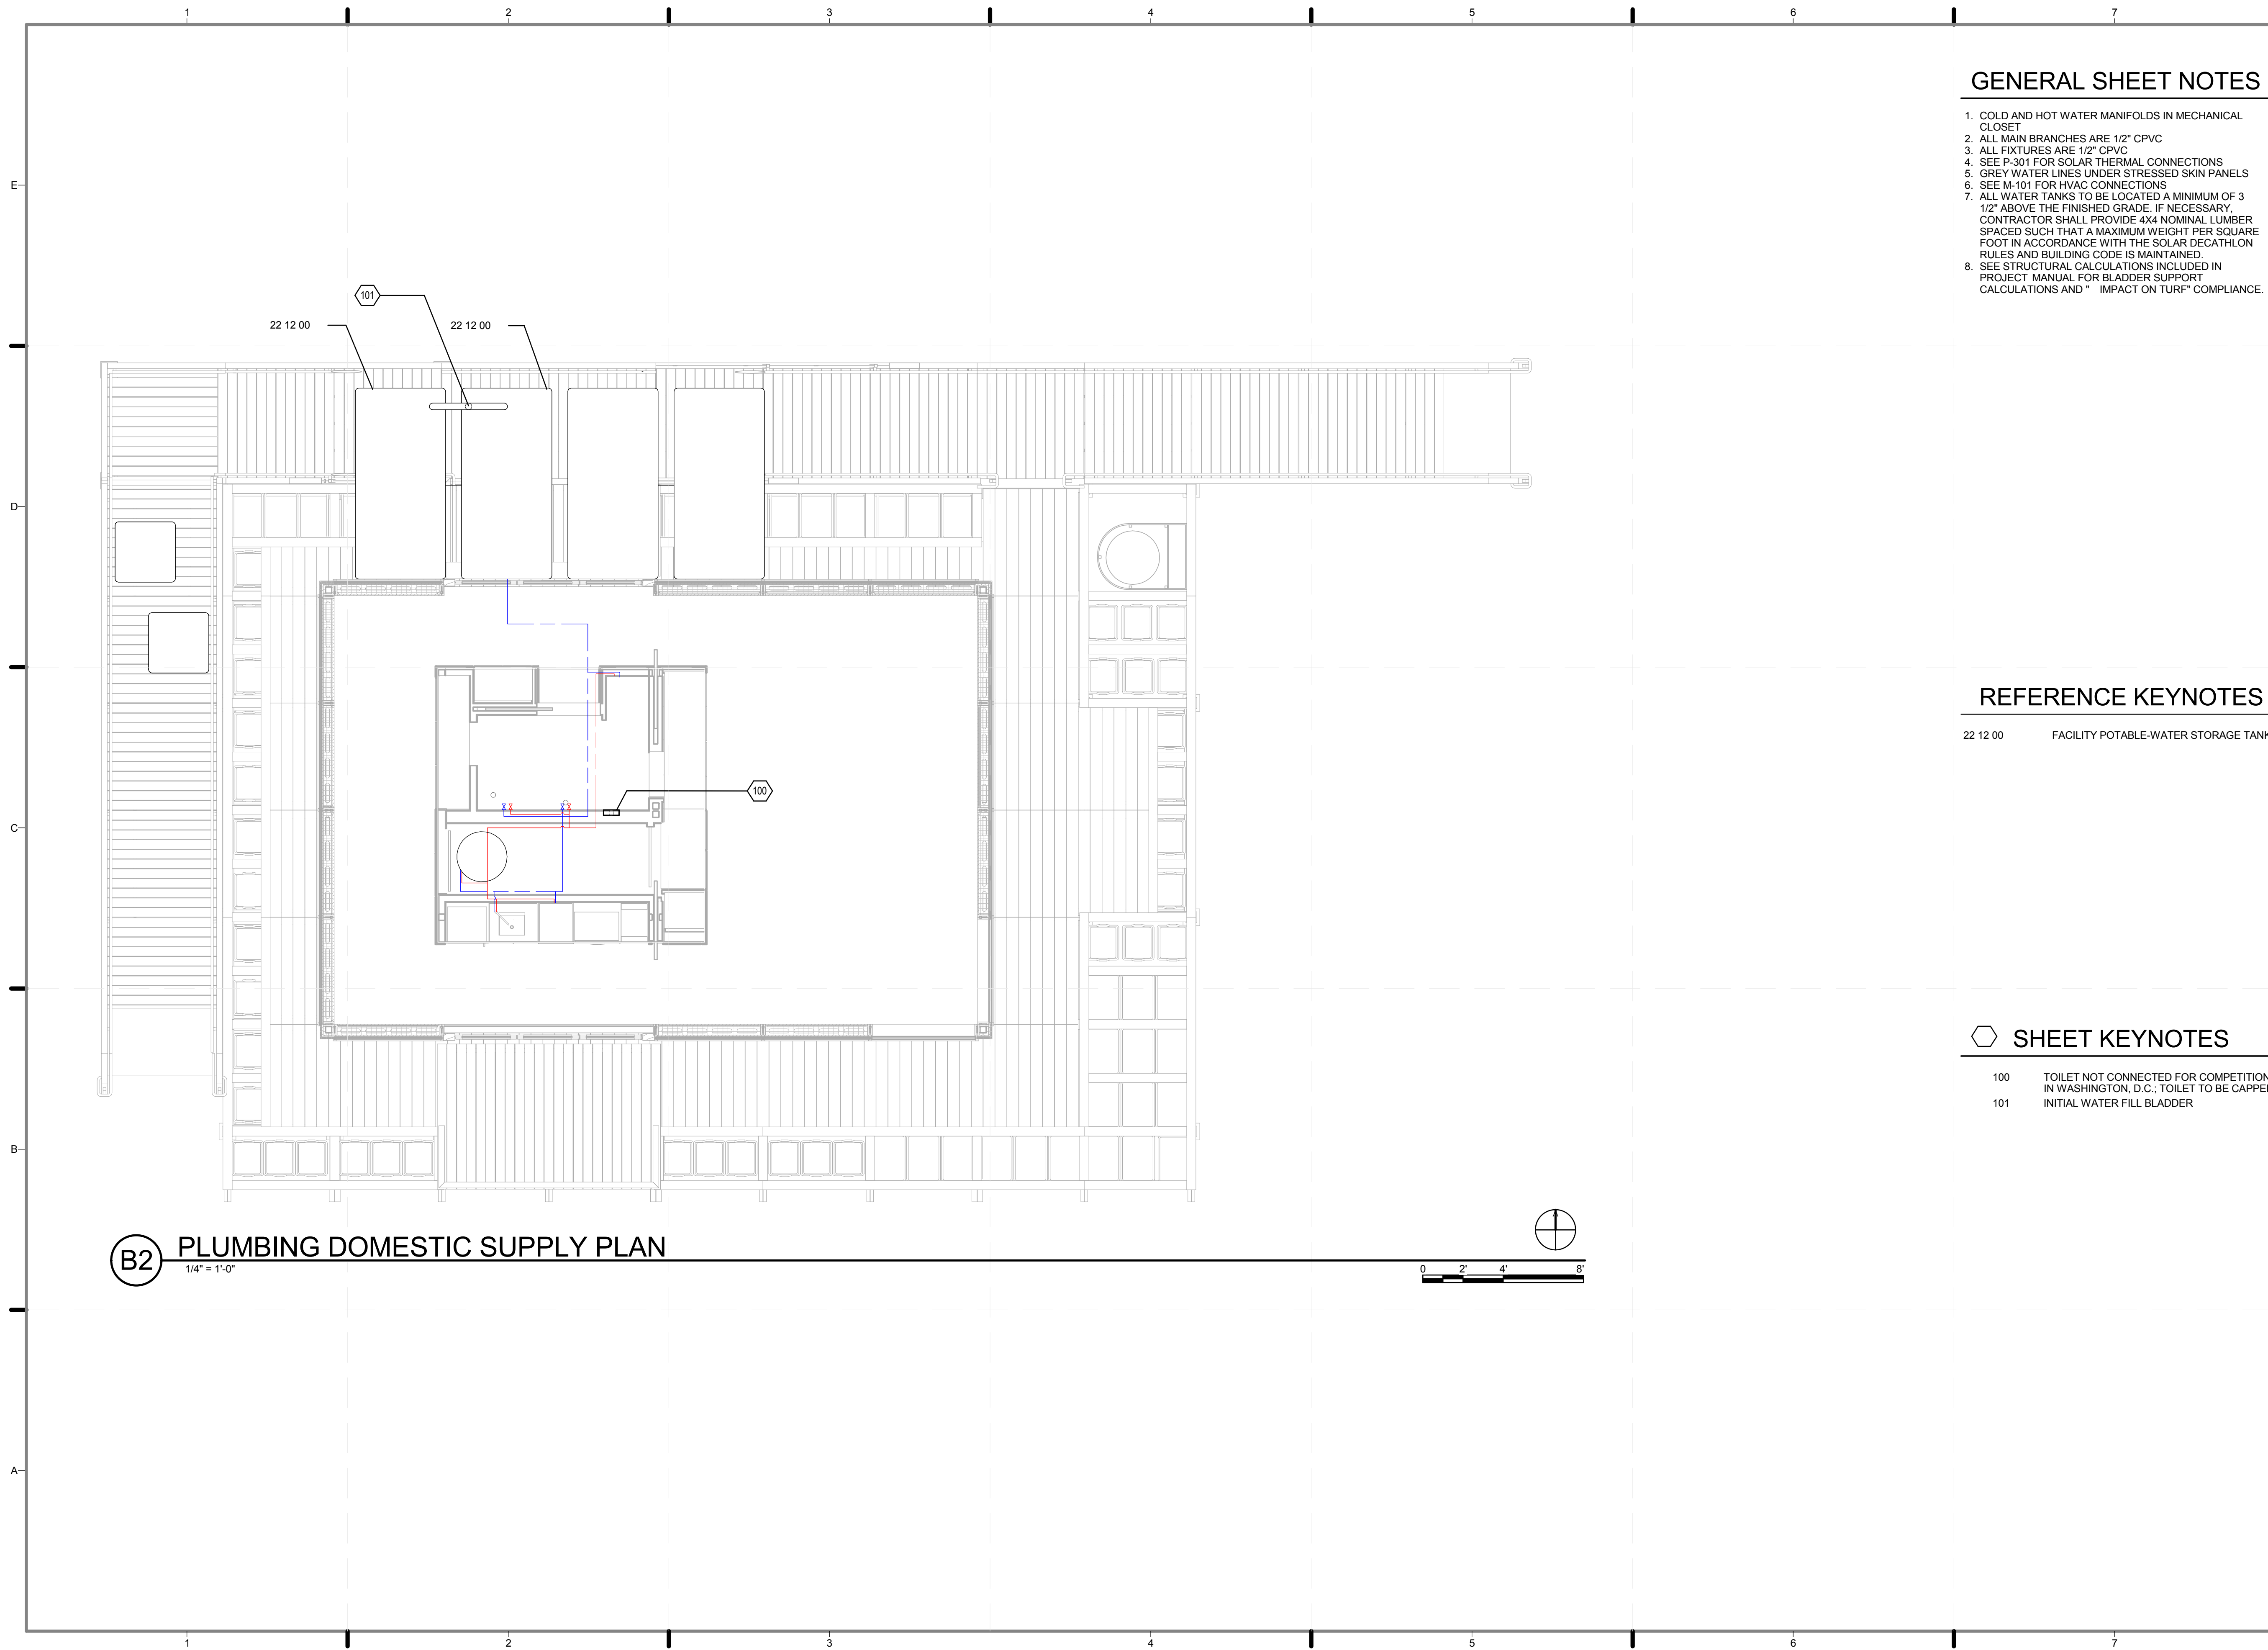 1 2 3 4 5 6 7
GENERAL SHEET NOTES
1. COLD AND HOT WATER MANIFOLDS IN MECHANICAL
CLOSET
2. ALL MAIN BRANCHES ARE 1/2" CPVC
3. ALL FIXTURES ARE 1/2" CPVC
4. SEE P-301 FOR SOLAR THERMAL CONNECTIONS
5. GREY WATER LINES UNDER STRESSED SKIN PANELS
6. SEE M-101 FOR HVAC CONNECTIONS
7. ALL WATER TANKS TO BE LOCATED A MINIMUM OF 3
1/2" ABOVE THE FINISHED GRADE. IF NECESSARY,
CONTRACTOR SHALL PROVIDE 4X4 NOMINAL LUMBER
SPACED SUCH THAT A MAXIMUM WEIGHT PER SQUARE
FOOT IN ACCORDANCE WITH THE SOLAR DECATHLON
RULES AND BUILDING CODE IS MAINTAINED.
8. SEE STRUCTURAL CALCULATIONS INCLUDED IN
PROJECT MANUAL FOR BLADDER SUPPORT
CALCULATIONS AND " IMPACT ON TURF" COMPLIANCE.
E
101
22 12 00 22 12 00
D
REFERENCE KEYNOTES
22 12 00 FACILITY POTABLE-WATER STORAGE TANK
100
C
SHEET KEYNOTES
100 TOILET NOT CONNECTED FOR COMPETITION
IN WASHINGTON, D.C.; TOILET TO BE CAPPE
101 INITIAL WATER FILL BLADDER
B
B2 PLUMBING DOMESTIC SUPPLY PLAN
1/4" = 1'-0"
0 2' 4' 8'
A
1 2 3 4 5 6 7